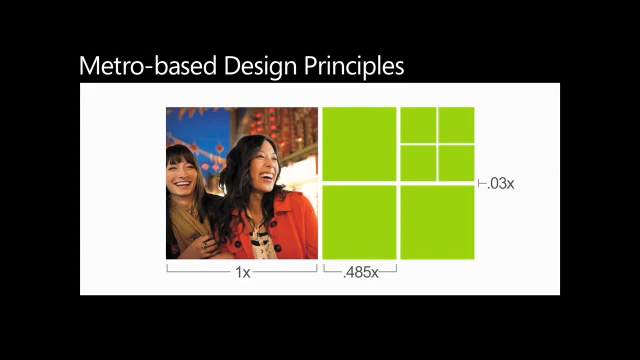 Metro-based Design Principles
.03x
1x
.485x